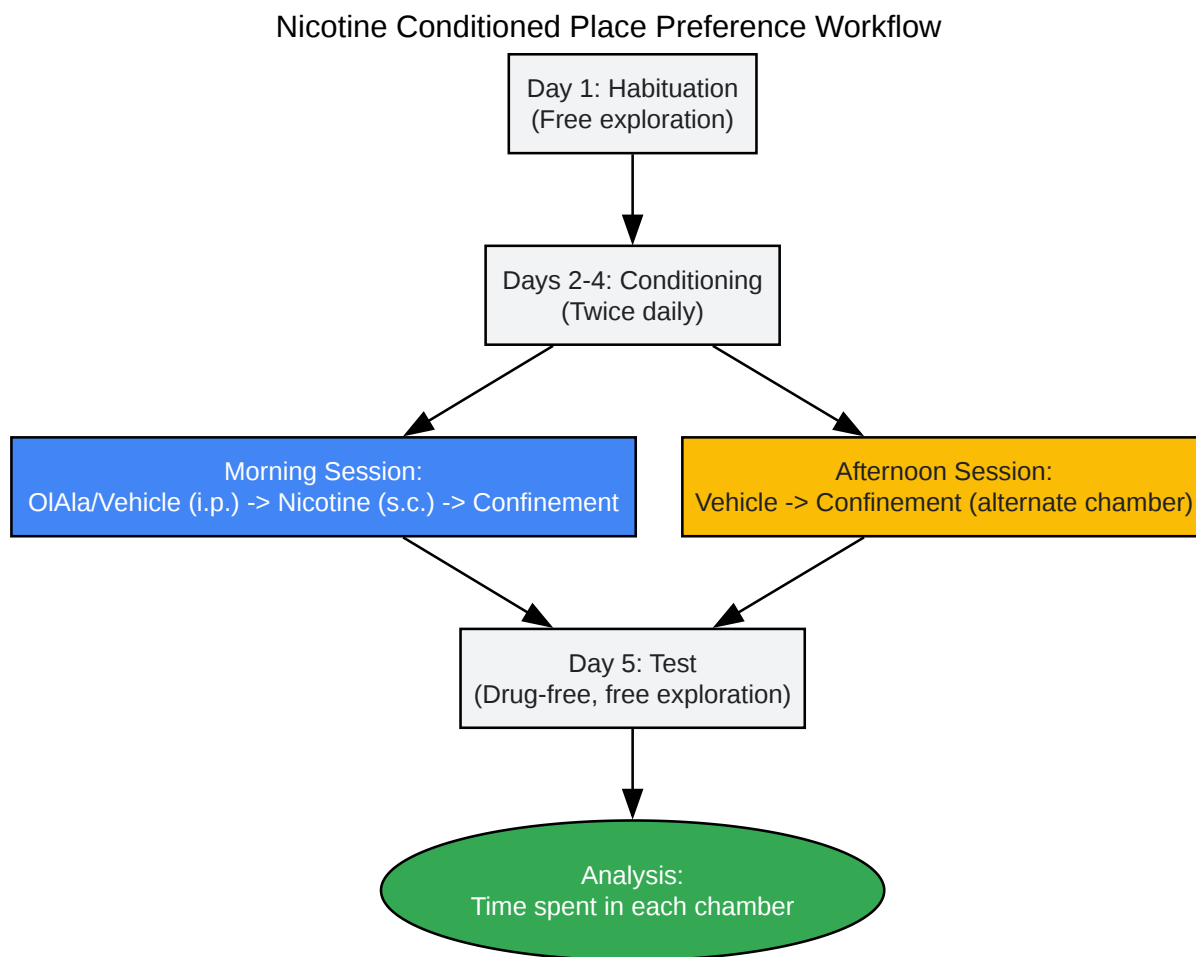 Nicotine Conditioned Place Preference Workflow
Day 1: Habituation
(Free exploration)
Days 2-4: Conditioning
(Twice daily)
Morning Session:
OlAla/Vehicle (i.p.) -> Nicotine (s.c.) -> Confinement
Afternoon Session:
Vehicle -> Confinement (alternate chamber)
Day 5: Test
(Drug-free, free exploration)
Analysis:
Time spent in each chamber